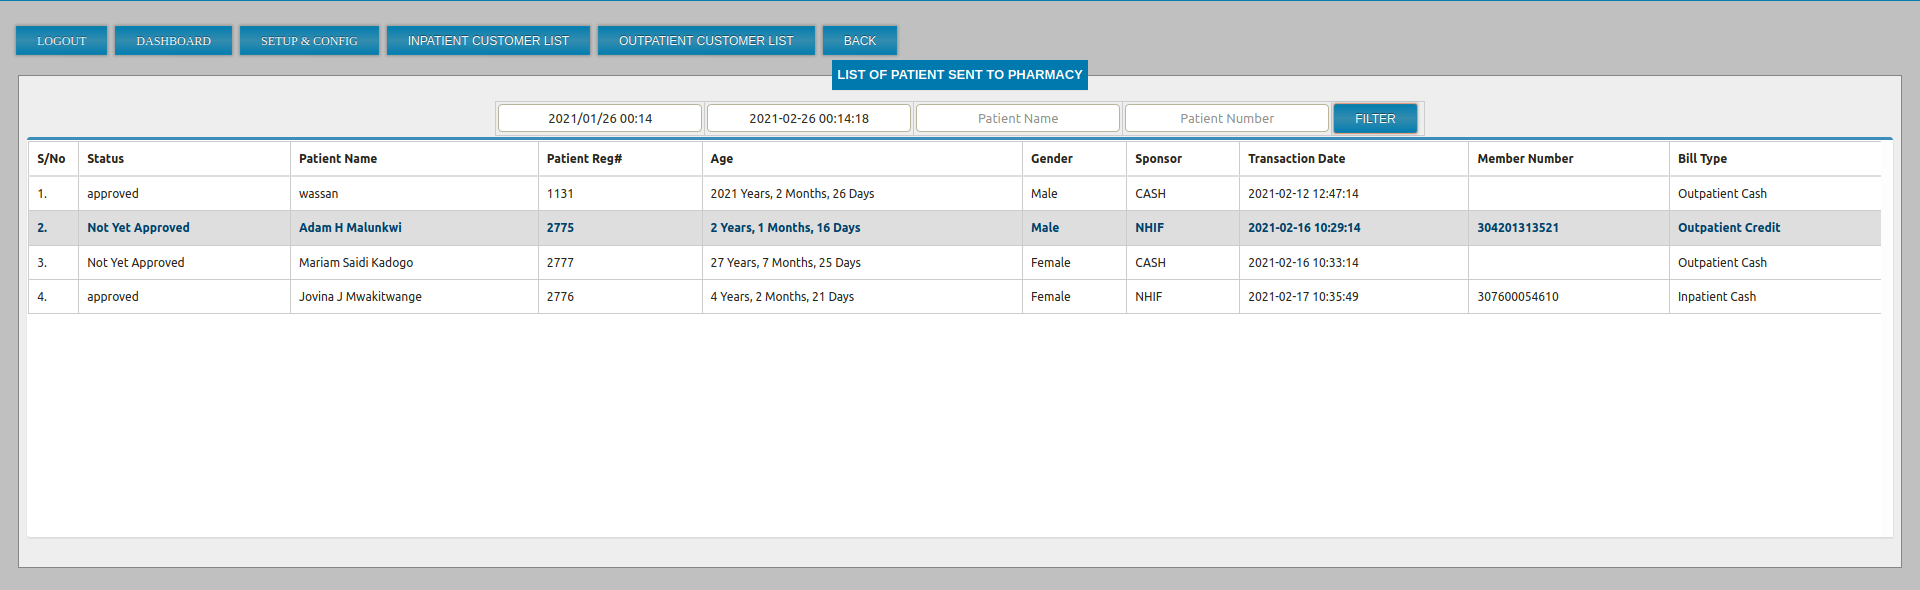 LOGOUT DASHBOARD SETUP & CONFIG INPATIENT CUSTOMER LIST OUTPATIENT CUSTOMER LIST BACK
LIST OF PATIENT SENT TO PHARMACY
2021/01/26 00:14 2021-02-26 00:14:18 Patient Name Patient Number FILTER
S/No Status Patient Name Patient Reg# Age Gender Sponsor Transaction Date Member Number Bill Type
1. approved wassan 1131 2021 Years, 2 Months, 26 Days Male CASH 2021-02-12 12:47:14 Outpatient Cash
2. Not Yet Approved Adam H Malunkwi 2775 2 Years, 1 Months, 16 Days Male NHIF 2021-02-16 10:29:14 304201313521 Outpatient Credit
3. Not Yet Approved Mariam Saidi Kadogo 2777 27 Years, 7 Months, 25 Days Female CASH 2021-02-16 10:33:14 Outpatient Cash
4. approved Jovina J Mwakitwange 2776 4 Years, 2 Months, 21 Days Female NHIF 2021-02-17 10:35:49 307600054610 Inpatient Cash